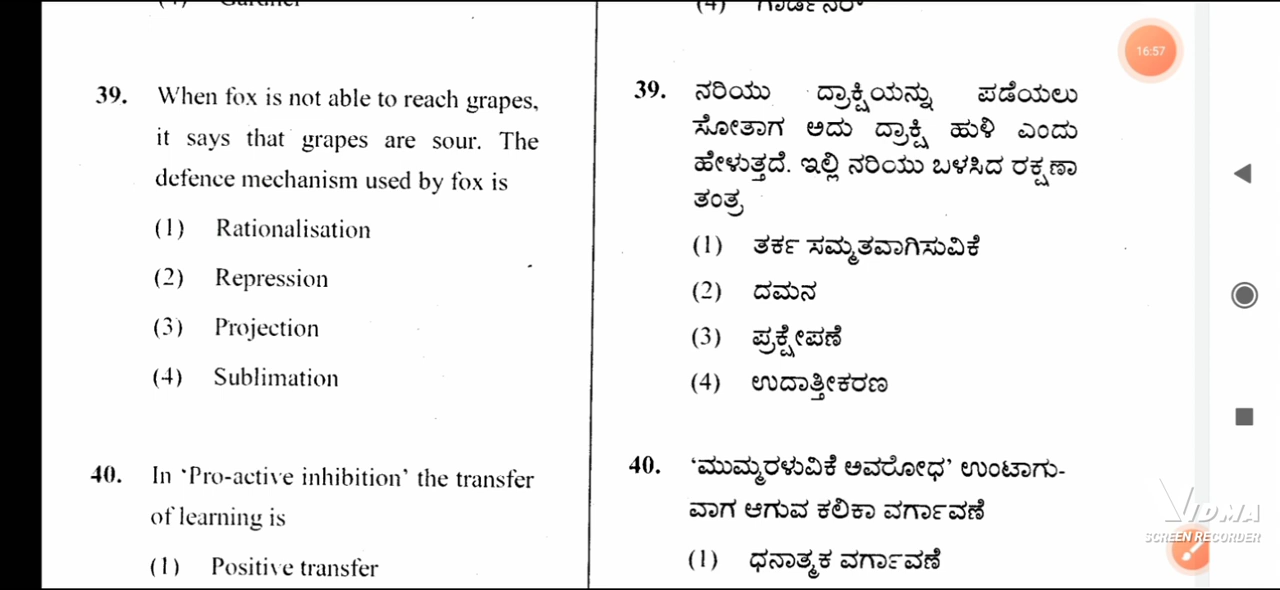 39. When fox is not able to reach grapes,
it says that grapes are sour. The
defence mechanism used by fox is
(1) Rationalisation
(2) Repression
(3) Projection
(4) Sublimation
40. In ‘Pro-active inhibition’ the transfer
of learning is
(1) Positive transfer
(4) ಗಾರ್ಡನರ್
39. ನರಿಯು ದ್ರಾಕ್ಷಿಯನ್ನು ಪಡೆಯಲು
ಸೋತಾಗ ಅದು ದ್ರಾಕ್ಷಿ ಹುಳಿ ಎಂದು
ಹೇಳುತ್ತದೆ. ಇಲ್ಲಿ ನರಿಯು ಬಳಸಿದ ರಕ್ಷಣಾ
ತಂತ್ರ
(1) ತರ್ಕ ಸಮ್ಮತವಾಗಿಸುವಿಕೆ
(2) ದಮನ
(3) ಪ್ರಕ್ಷೇಪಣೆ
(4) ಉದಾತ್ತೀಕರಣ
40. ‘ಮುಮ್ಮರಳುವಿಕೆ ಅವರೋಧ’ ಉಂಟಾಗು-
ವಾಗ ಆಗುವ ಕಲಿಕಾ ವರ್ಗಾವಣೆ
(1) ಧನಾತ್ಮಕ ವರ್ಗಾವಣೆ
16:57
VIDMA
SCREEN RECORDER